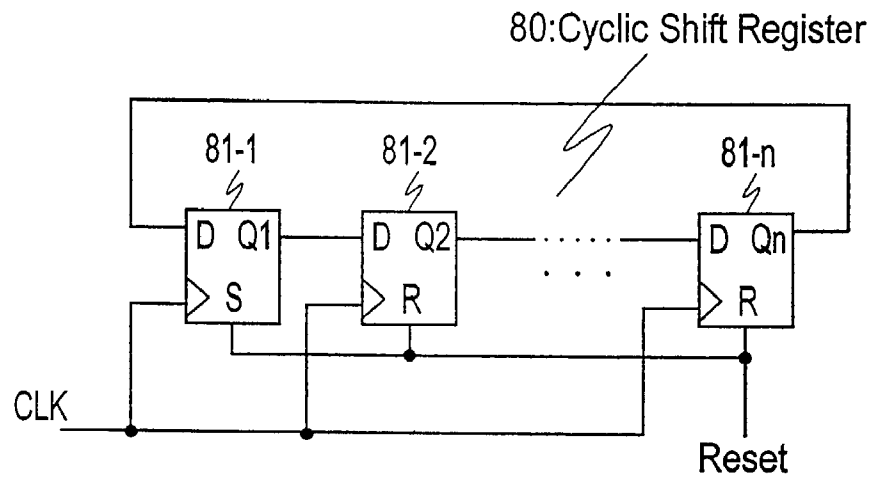 80:Cyclic Shift Register
81-1
81-2
81-n
D Q1
D Q2
D Qn
S
R
R
CLK
Reset